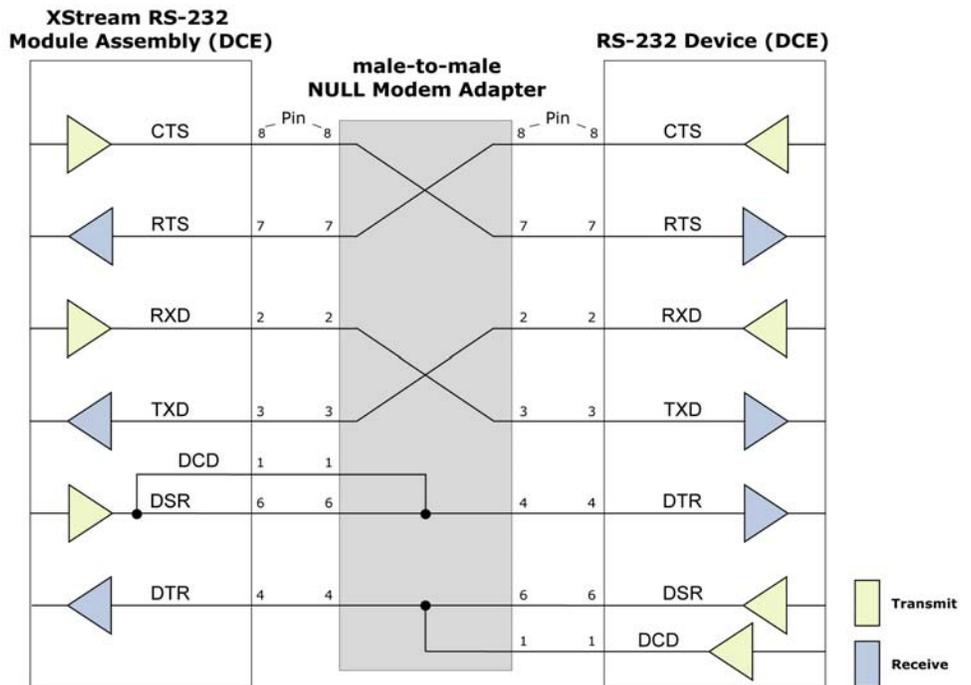 XStream RS-232
Module Assembly (DCE)
RS-232 Device (DCE)
male-to-male
NULL Modem Adapter
CTS 8 Pin 8 8 Pin 8 CTS
RTS 7 7 7 7 RTS
RXD 2 2 2 2 RXD
TXD 3 3 3 3 TXD
DCD 1 1
DSR 6 6 4 4 DTR
DTR 4 4 6 6 DSR
1 1 DCD
Transmit
Receive